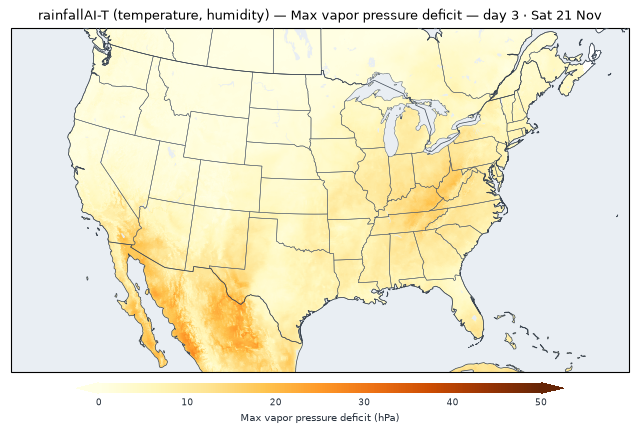 rainfallAI-T (temperature, humidity) — Max vapor pressure deficit — day 3 · Sat 21 Nov
0 10 20 30 40 50
Max vapor pressure deficit (hPa)